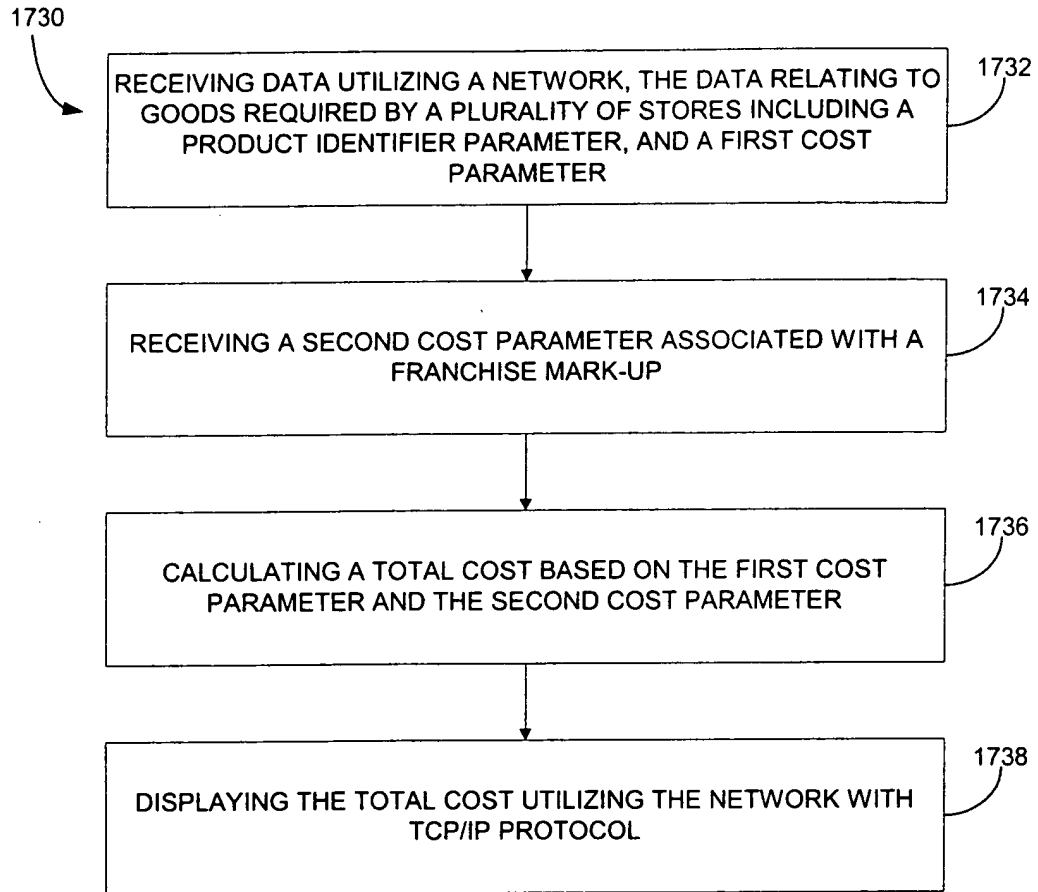 1730
RECEIVING DATA UTILIZING A NETWORK, THE DATA RELATING TO
GOODS REQUIRED BY A PLURALITY OF STORES INCLUDING A
PRODUCT IDENTIFIER PARAMETER, AND A FIRST COST
PARAMETER
1732
RECEIVING A SECOND COST PARAMETER ASSOCIATED WITH A
FRANCHISE MARK-UP
1734
CALCULATING A TOTAL COST BASED ON THE FIRST COST
PARAMETER AND THE SECOND COST PARAMETER
1736
DISPLAYING THE TOTAL COST UTILIZING THE NETWORK WITH
TCP/IP PROTOCOL
1738